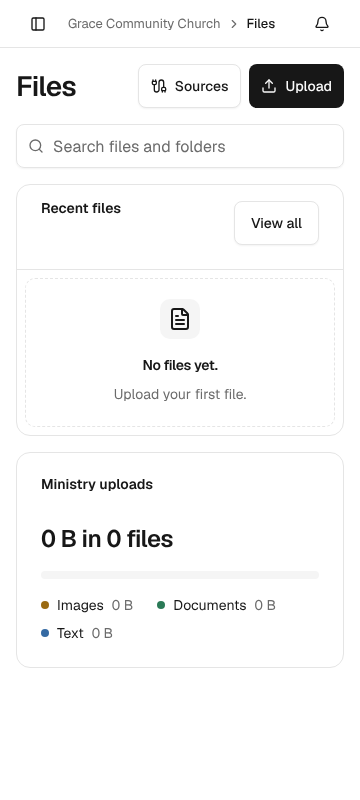 Grace Community Church > Files
Files
Sources
Upload
Search files and folders
Recent files
View all
No files yet.
Upload your first file.
Ministry uploads
0 B in 0 files
Images 0 B
Documents 0 B
Text 0 B